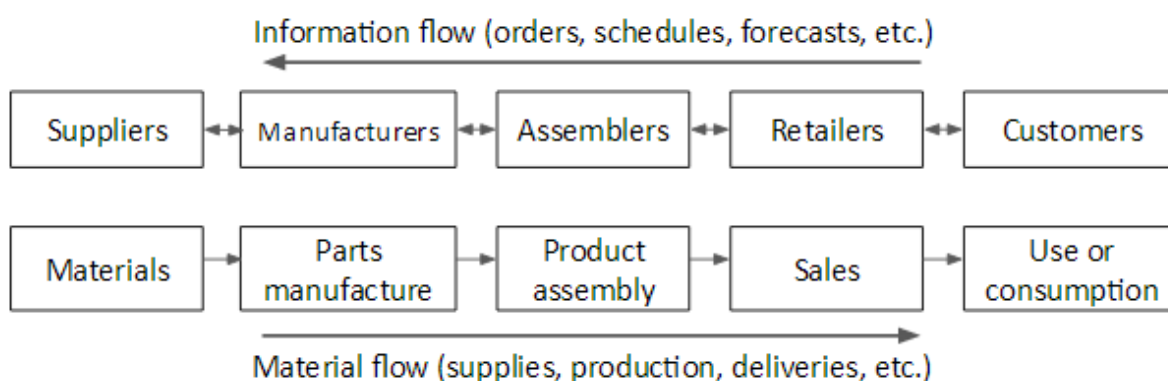 Information flow (orders, schedules, forecasts, etc.)
Suppliers
Manufacturers
Assemblers
Retailers
Customers
Materials
Parts
manufacture
Product
assembly
Sales
Use or
consumption
Material flow (supplies, production, deliveries, etc.)